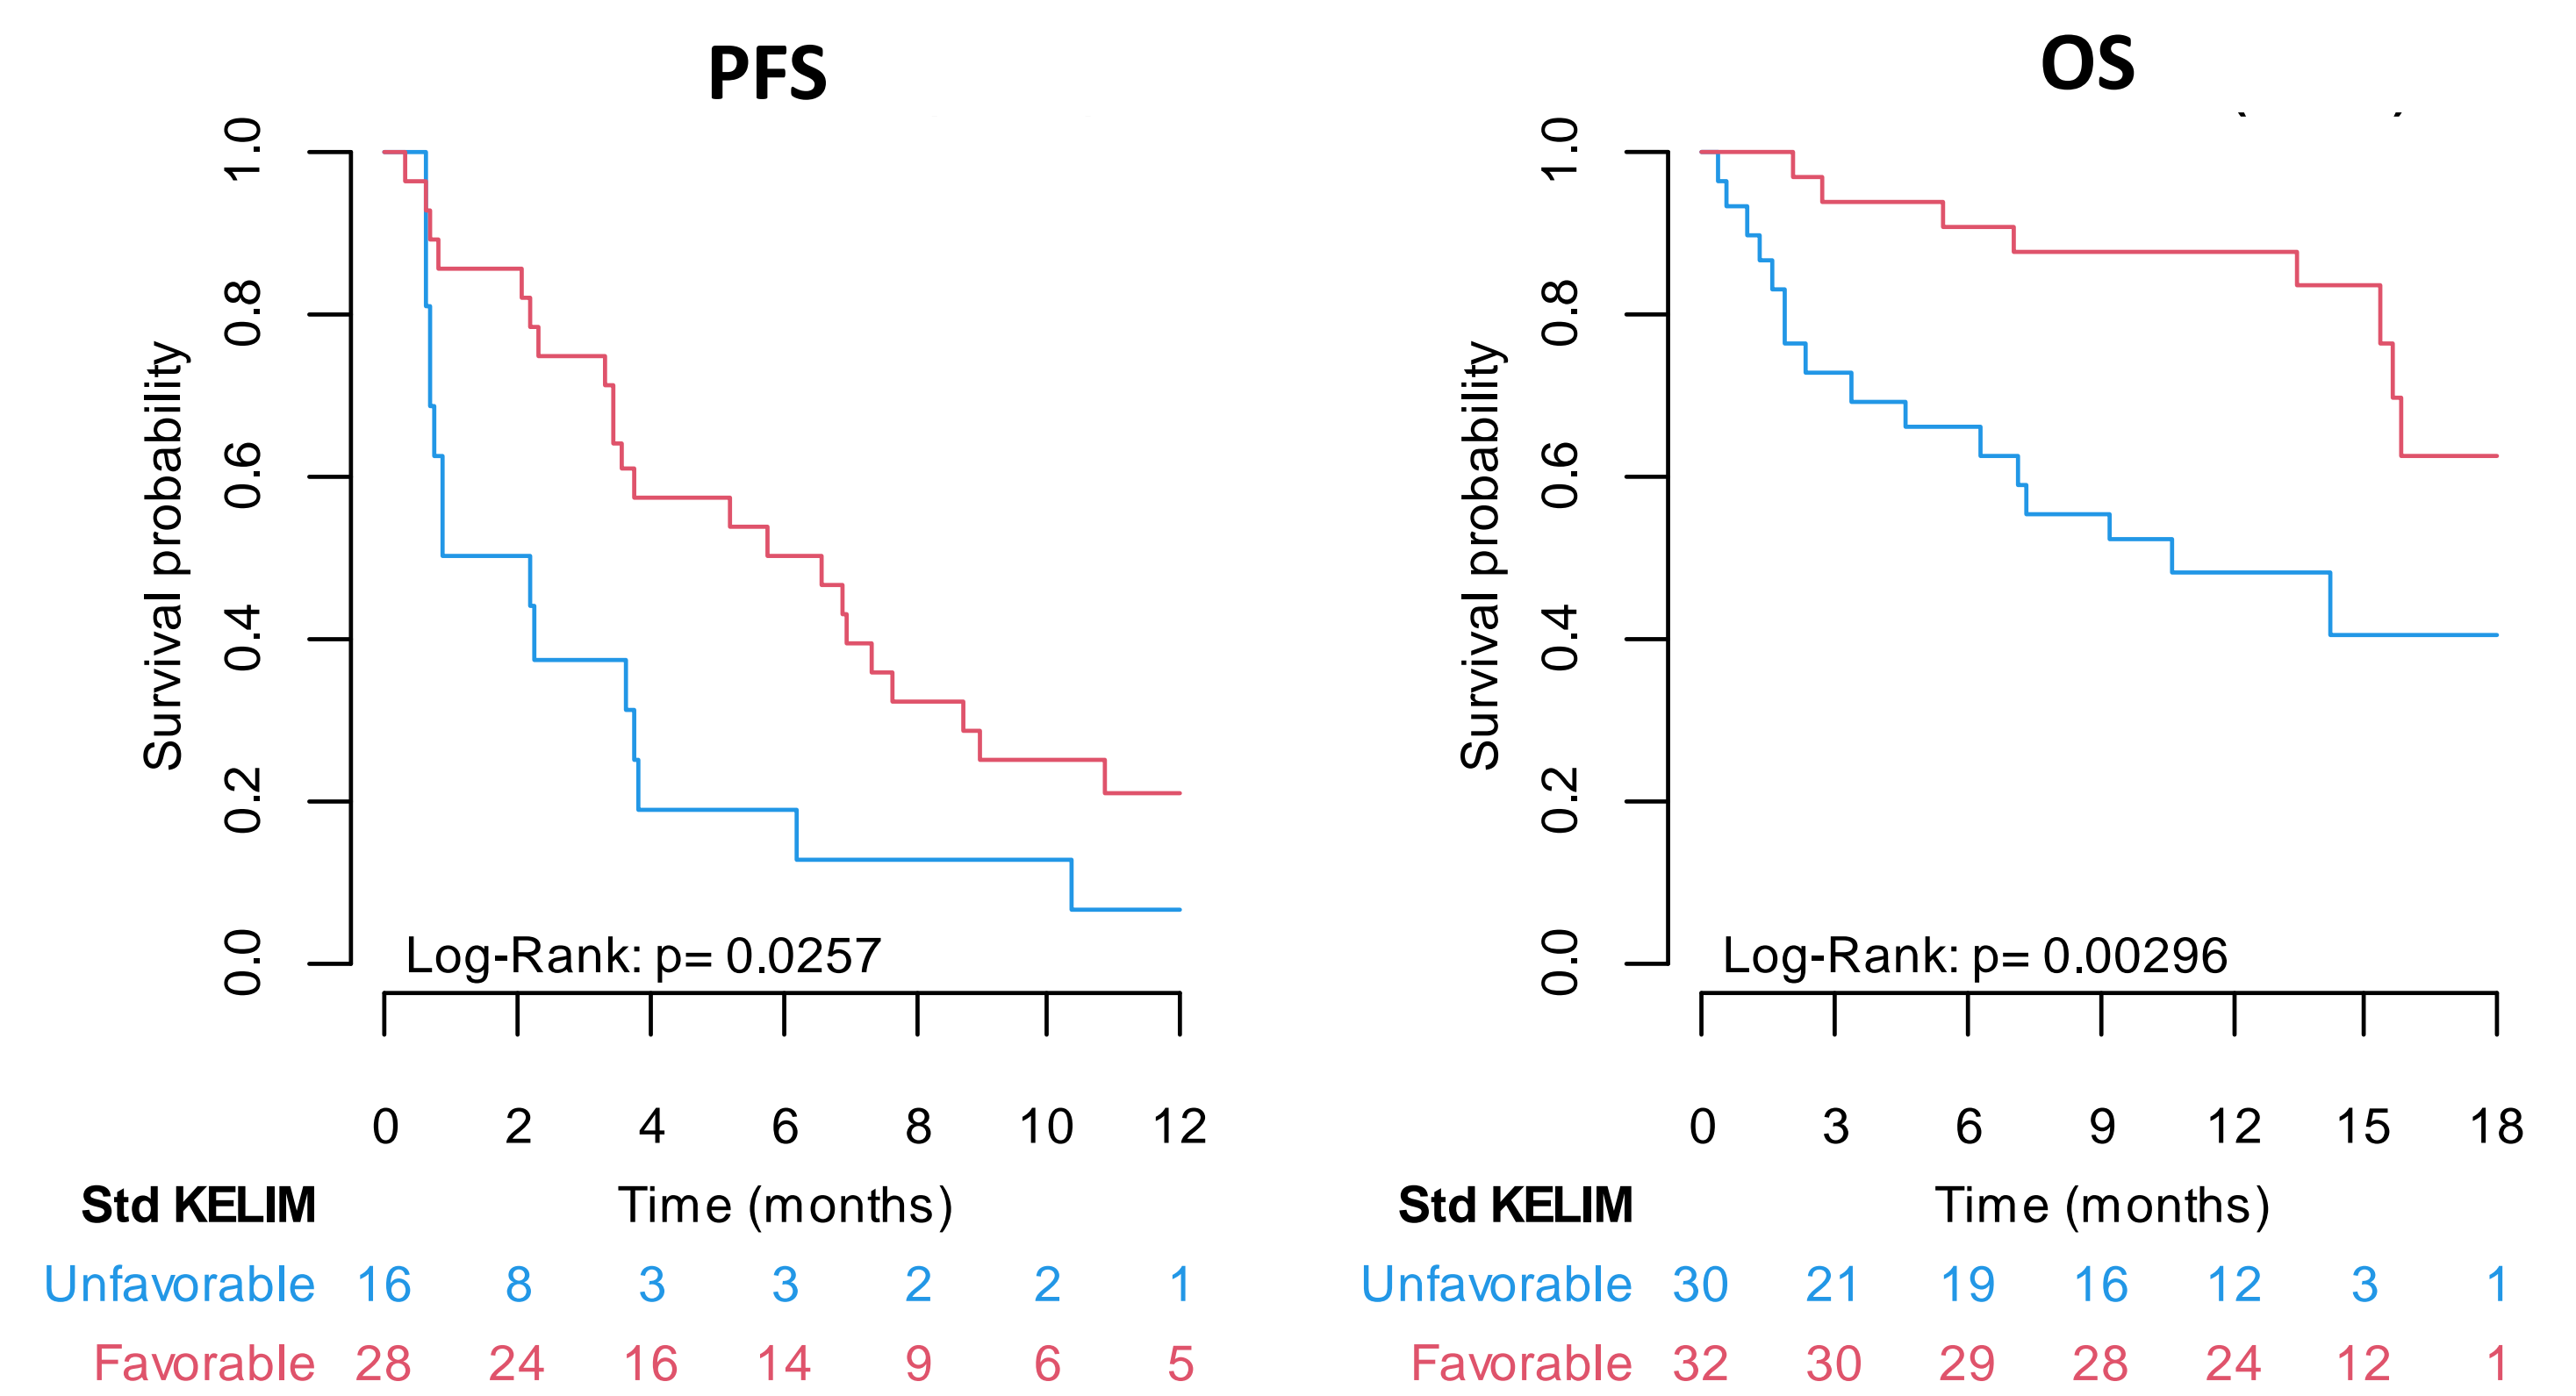 PFS
1.0
0.8
0.6
0.4
0.2
0.0
Survival probability
Log-Rank: p= 0.0257
0 2 4 6 8 10 12
Std KELIM Time (months)
Unfavorable 16 8 3 3 2 2 1
Favorable 28 24 16 14 9 6 5
OS
1.0
0.8
0.6
0.4
0.2
0.0
Survival probability
Log-Rank: p= 0.00296
0 3 6 9 12 15 18
Std KELIM Time (months)
Unfavorable 30 21 19 16 12 3 1
Favorable 32 30 29 28 24 12 1